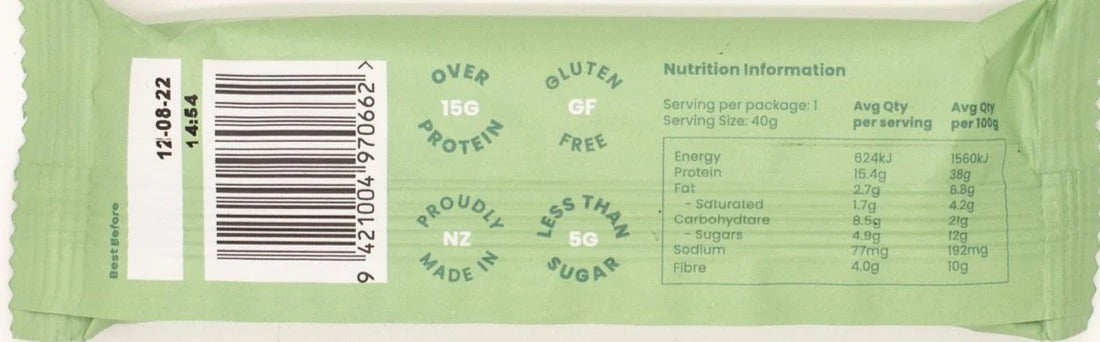 Best Before
12-08-22
14:54
9 421004 970662 >
OVER
15G
PROTEIN
GLUTEN
GF
FREE
PROUDLY
NZ
MADE IN
LESS THAN
5G
SUGAR
Nutrition Information
Serving per package: 1
Serving Size: 40g
Avg Qty per serving
Avg Qty per 100g
Energy 624kJ 1560kJ
Protein 15.4g 38g
Fat 2.7g 6.8g
- Saturated 1.7g 4.2g
Carbohydtare 8.5g 21g
- Sugars 4.9g 12g
Sodium 77mg 192mg
Fibre 4.0g 10g